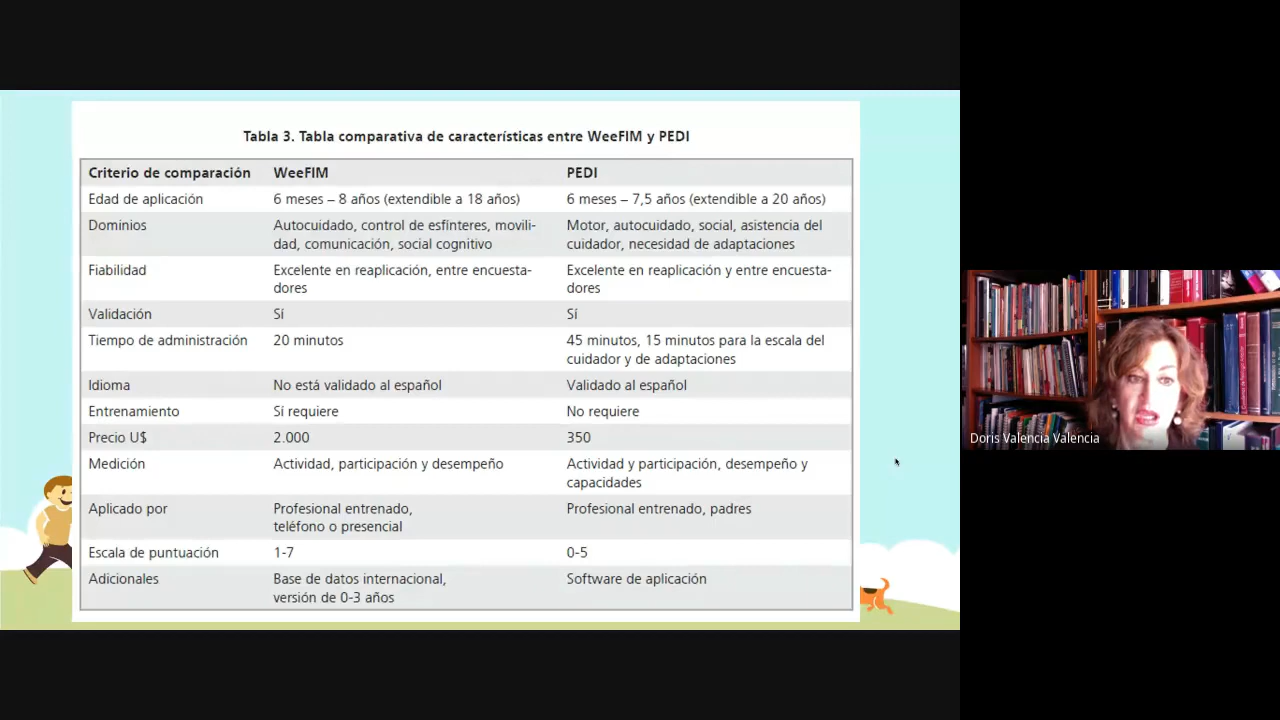 Tabla 3. Tabla comparativa de características entre WeeFIM y PEDI
Criterio de comparación WeeFIM PEDI
Edad de aplicación 6 meses – 8 años (extendible a 18 años) 6 meses – 7,5 años (extendible a 20 años)
Dominios Autocuidado, control de esfínteres, movili- Motor, autocuidado, social, asistencia del
dad, comunicación, social cognitivo cuidador, necesidad de adaptaciones
Fiabilidad Excelente en reaplicación, entre encuesta- Excelente en reaplicación y entre encuesta-
dores dores
Validación Sí Sí
Tiempo de administración 20 minutos 45 minutos, 15 minutos para la escala del
cuidador y de adaptaciones
Idioma No está validado al español Validado al español
Entrenamiento Sí requiere No requiere
Precio U$ 2.000 350
Medición Actividad, participación y desempeño Actividad y participación, desempeño y
capacidades
Aplicado por Profesional entrenado, Profesional entrenado, padres
teléfono o presencial
Escala de puntuación 1-7 0-5
Adicionales Base de datos internacional, Software de aplicación
versión de 0-3 años
Doris Valencia Valencia